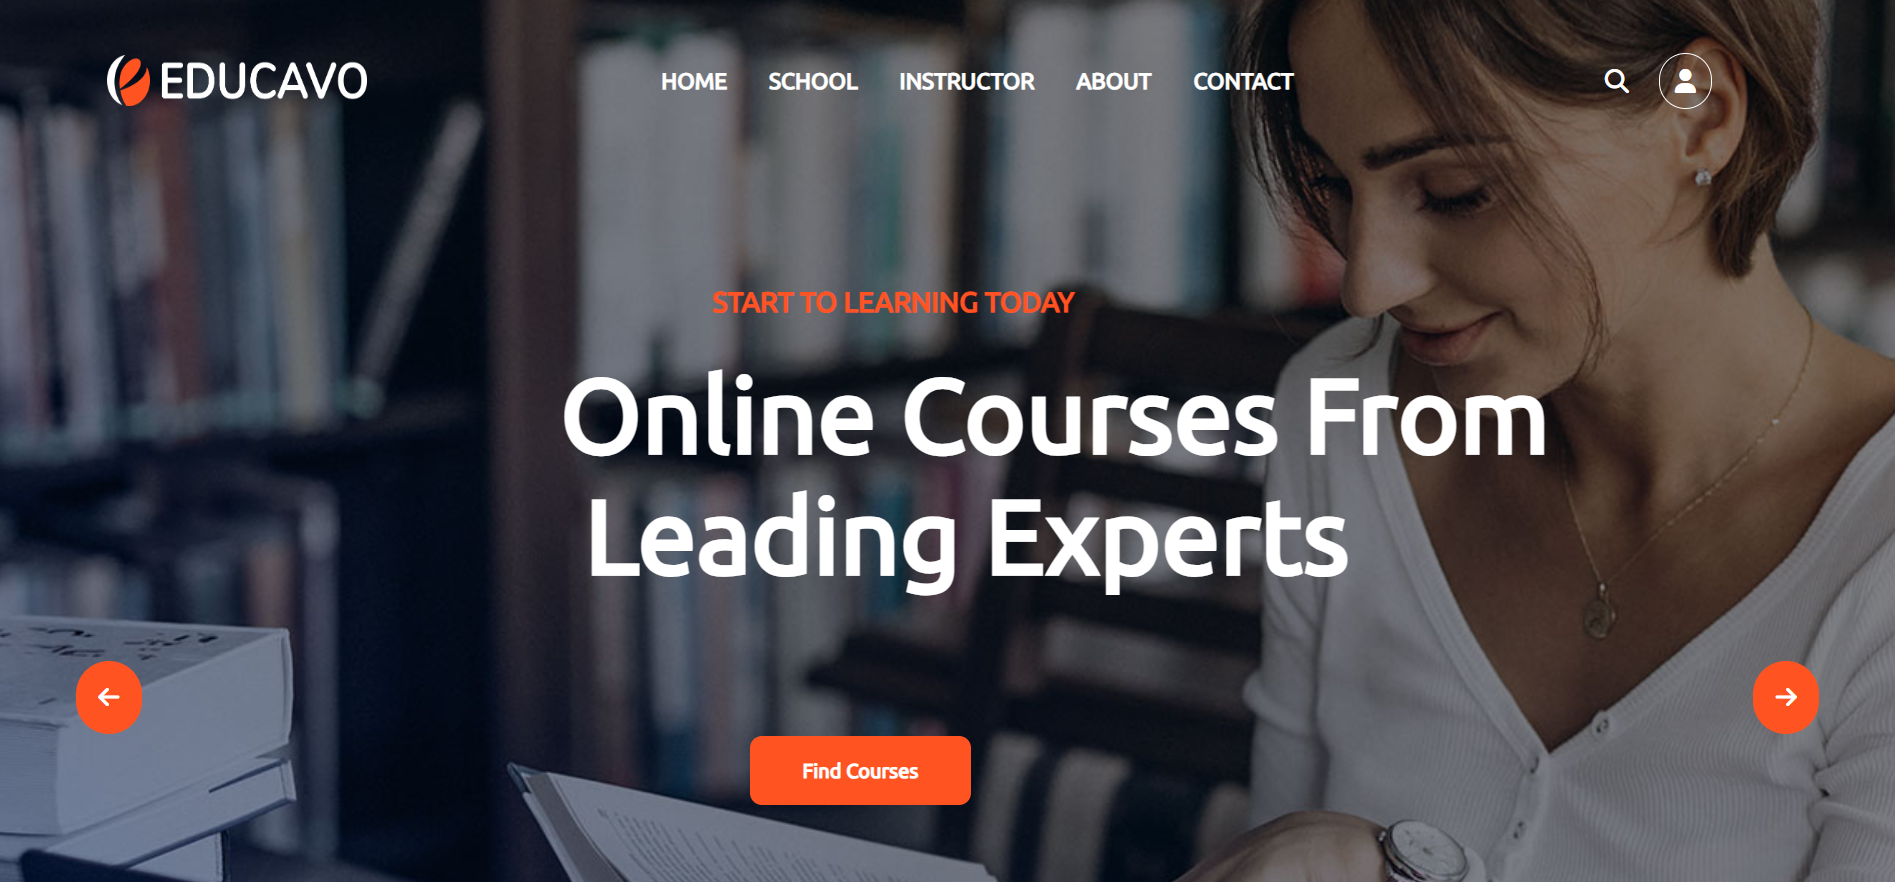 EDUCAVO
HOME SCHOOL INSTRUCTOR ABOUT CONTACT
START TO LEARNING TODAY
Online Courses From
Leading Experts
Find Courses